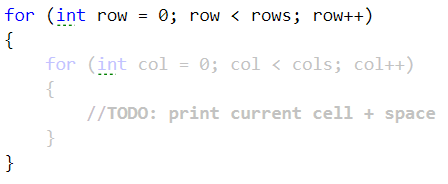 for (int row = 0; row < rows; row++)
{
    for (int col = 0; col < cols; col++)
    {
        //TODO: print current cell + space
    }
}